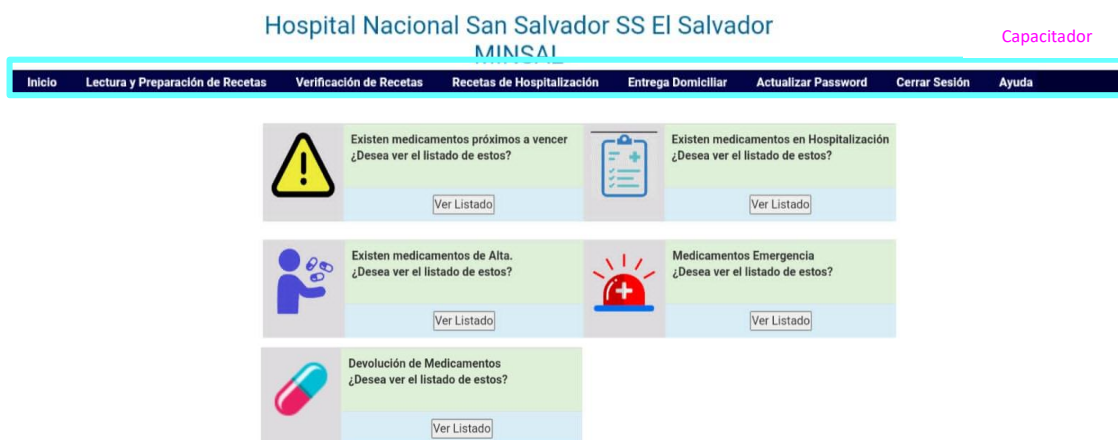 Hospital Nacional San Salvador SS El Salvador
MINSAL
Capacitador
Inicio Lectura y Preparación de Recetas Verificación de Recetas Recetas de Hospitalización Entrega Domiciliar Actualizar Password Cerrar Sesión Ayuda
Existen medicamentos próximos a vencer
¿Desea ver el listado de estos?
Ver Listado
Existen medicamentos en Hospitalización
¿Desea ver el listado de estos?
Ver Listado
Existen medicamentos de Alta.
¿Desea ver el listado de estos?
Ver Listado
Medicamentos Emergencia
¿Desea ver el listado de estos?
Ver Listado
Devolución de Medicamentos
¿Desea ver el listado de estos?
Ver Listado